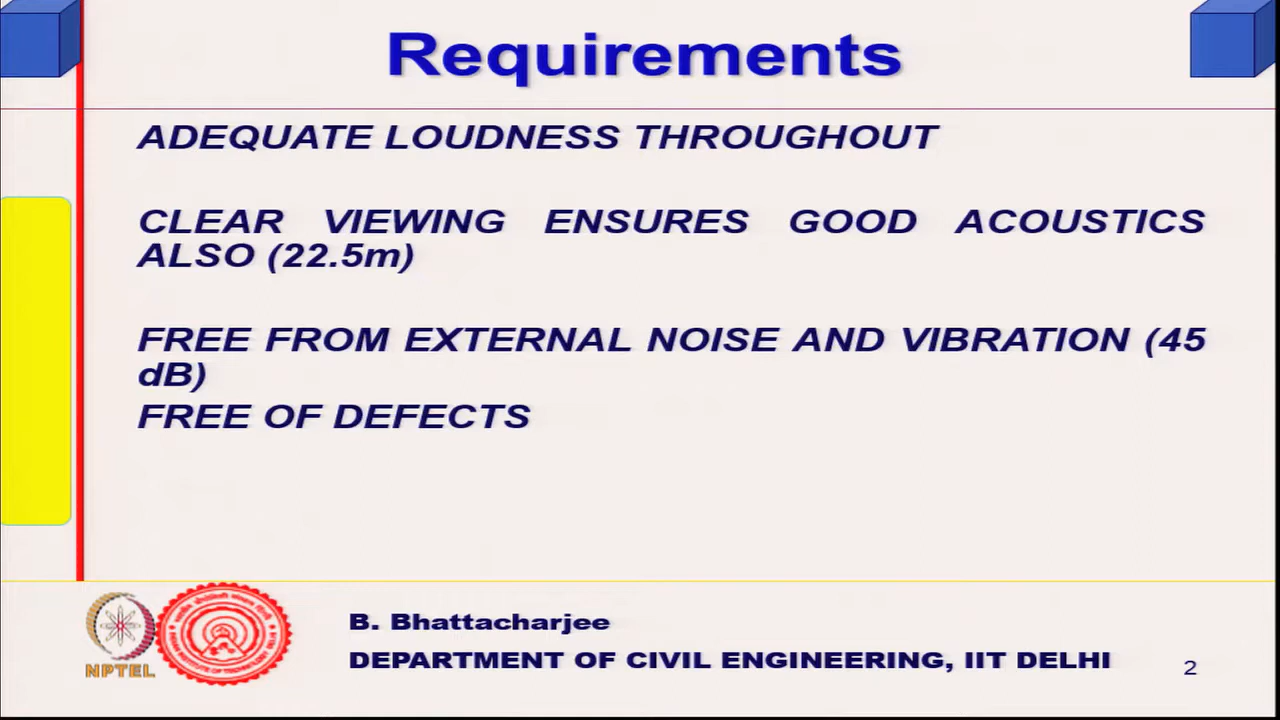 Requirements
ADEQUATE LOUDNESS THROUGHOUT
CLEAR VIEWING ENSURES GOOD ACOUSTICS
ALSO (22.5m)
FREE FROM EXTERNAL NOISE AND VIBRATION (45
dB)
FREE OF DEFECTS
NPTEL
B. Bhattacharjee
DEPARTMENT OF CIVIL ENGINEERING, IIT DELHI
2